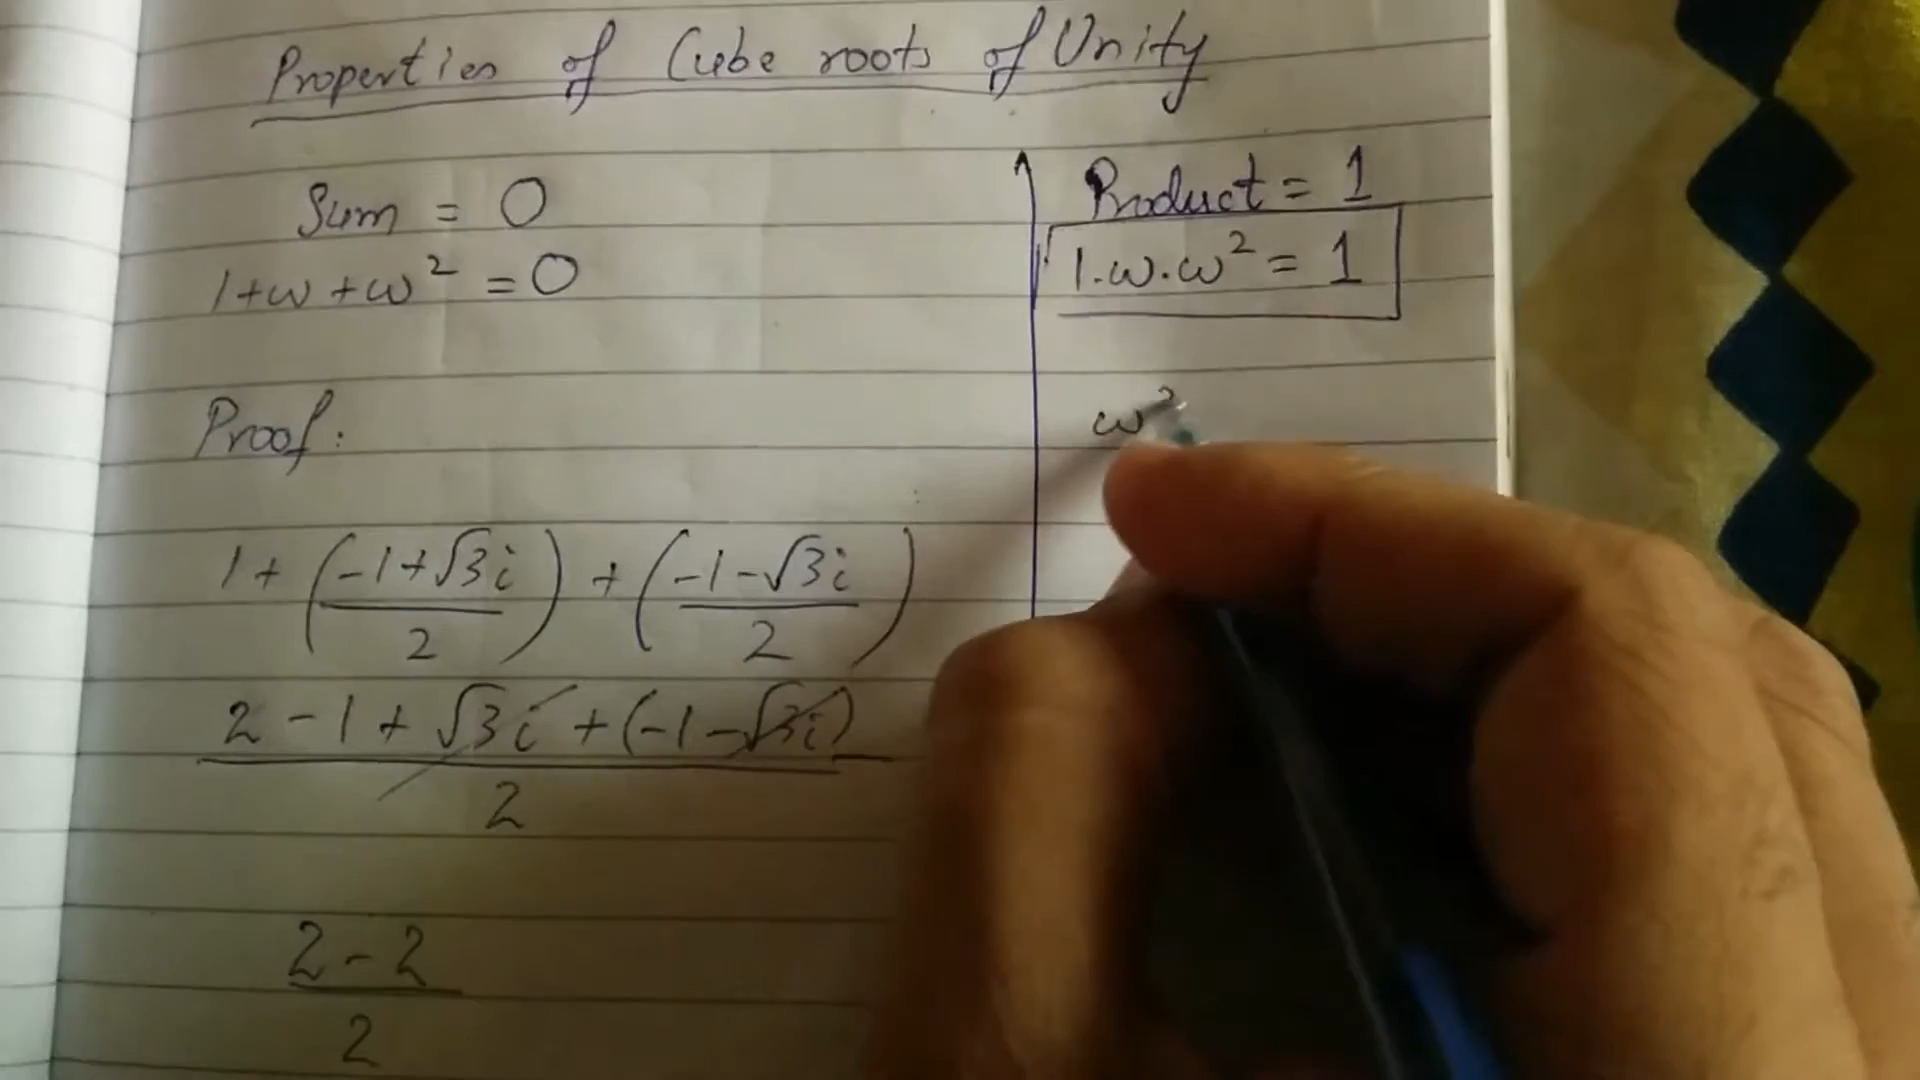 Properties of Cube roots of Unity
Sum = 0
1+ω+ω² = 0
Proof:
1 + ((-1+√3i)/2) + ((-1-√3i)/2)
(2 - 1 + √3i + (-1-√3i))/2
(2-2)/2
Product = 1
1.ω.ω² = 1
ω